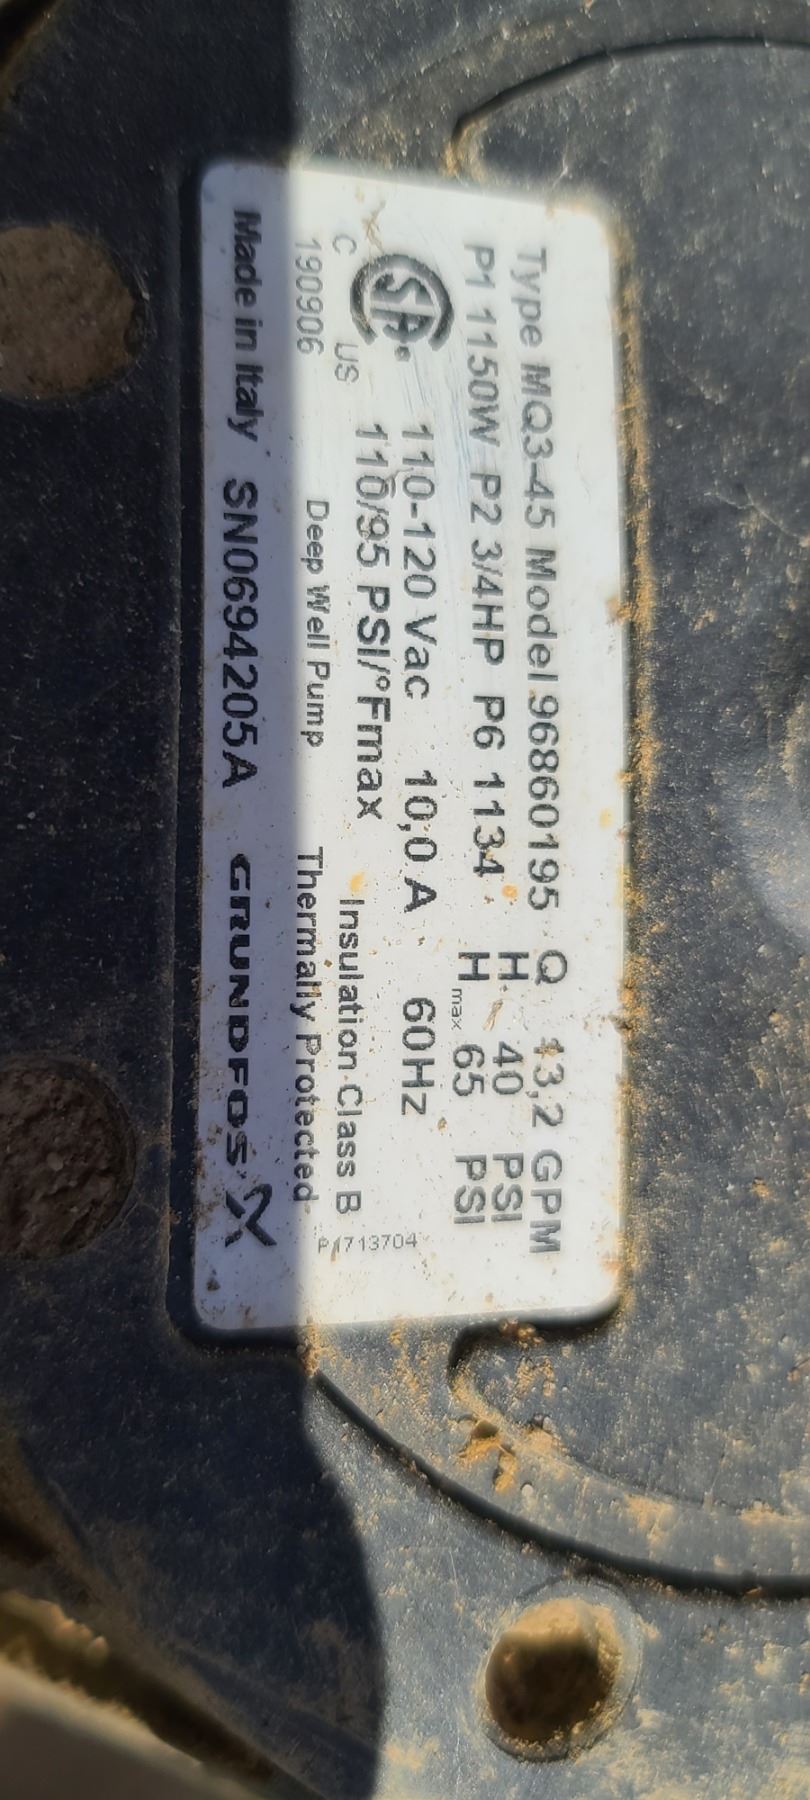 Type MQ3-45 Model 96860195 Q 13,2 GPM
P1 1150W P2 3/4HP P6 1134 H 40 PSI
Hmax 65 PSI
110-120 Vac 10,0 A 60Hz
110/95 PSI/°Fmax Insulation Class B
C US
190906 Deep Well Pump Thermally Protected
P1713704
Made in Italy SN0694205A GRUNDFOS